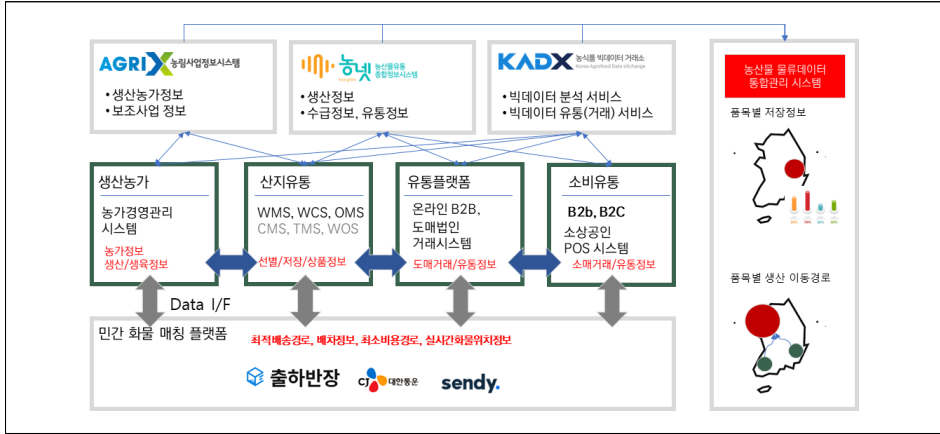 AGRIX 농림사업정보시스템
• 생산농가정보
• 보조사업 정보
농넷 농산물유통 종합정보시스템
• 생산정보
• 수급정보, 유통정보
KADX 농식품 빅데이터 거래소
Korea Agrifood Data eXchange
• 빅데이터 분석 서비스
• 빅데이터 유통(거래) 서비스
농산물 물류데이터
통합관리 시스템
품목별 저장정보
품목별 생산 이동경로
생산농가
농가경영관리
시스템
농가정보
생산/생육정보
산지유통
WMS, WCS, OMS
CMS, TMS, WOS
선별/저장/상품정보
유통플랫폼
온라인 B2B,
도매법인
거래시스템
도매거래/유통정보
소비유통
B2b, B2C
소상공인
POS 시스템
소매거래/유통정보
Data I/F
민간 화물 매칭 플랫폼
최적배송경로, 배차정보, 최소비용경로, 실시간화물위치정보
출하반장
CJ 대한통운
sendy.